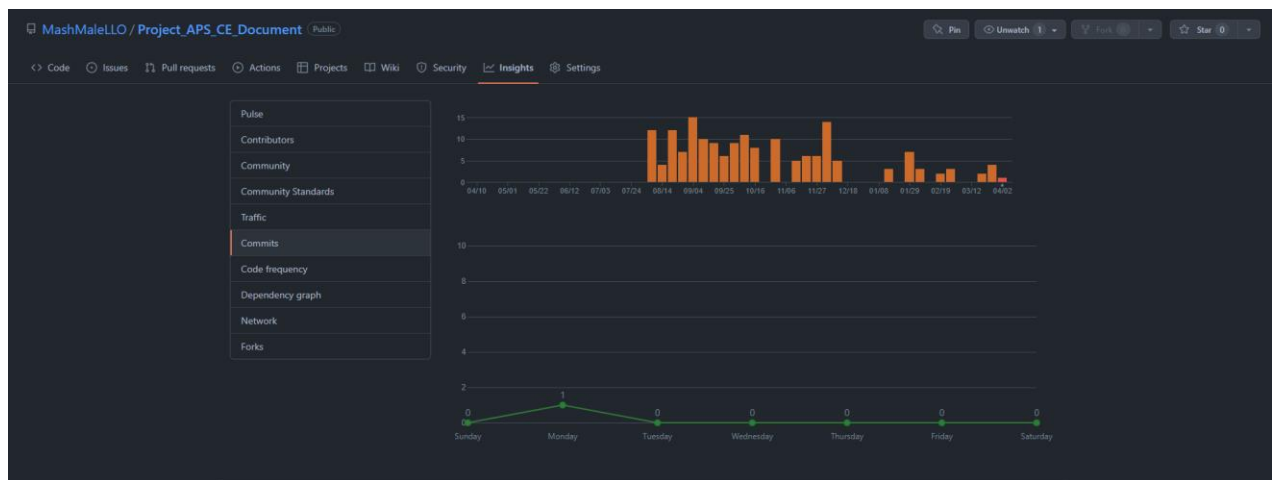 MashMaleLLO / Project_APS_CE_Document Public
Pin Unwatch 1 Fork Star 0
<> Code Issues Pull requests Actions Projects Wiki Security Insights Settings
Pulse
Contributors
Community
Community Standards
Traffic
Commits
Code frequency
Dependency graph
Network
Forks
15
10
5
0
04/10 05/01 05/22 06/12 07/03 07/24 08/14 09/04 09/25 10/16 11/06 11/27 12/18 01/08 01/29 02/19 03/12 04/02
10
8
6
4
2
0
0 1 0 0 0 0 0
Sunday Monday Tuesday Wednesday Thursday Friday Saturday